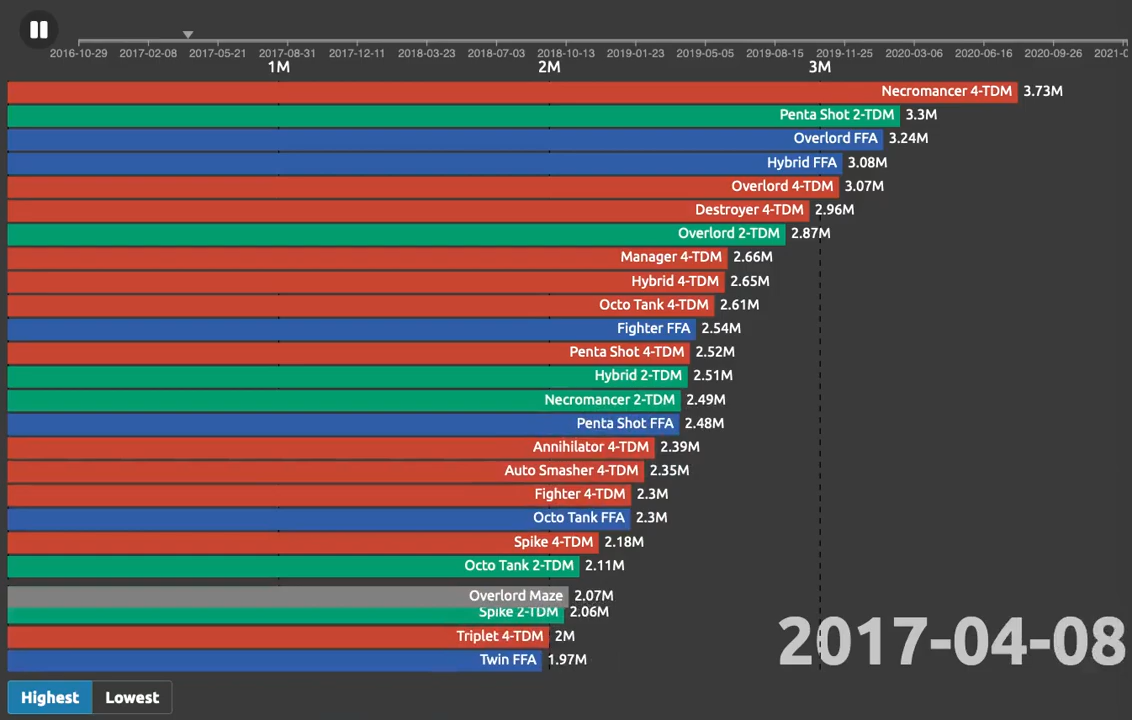 2016-10-29 2017-02-08 2017-05-21 2017-08-31 2017-12-11 2018-03-23 2018-07-03 2018-10-13 2019-01-23 2019-05-05 2019-08-15 2019-11-25 2020-03-06 2020-06-16 2020-09-26
1M 2M 3M
Necromancer 4-TDM 3.73M
Penta Shot 2-TDM 3.3M
Overlord FFA 3.24M
Hybrid FFA 3.08M
Overlord 4-TDM 3.07M
Destroyer 4-TDM 2.96M
Overlord 2-TDM 2.87M
Manager 4-TDM 2.66M
Hybrid 4-TDM 2.65M
Octo Tank 4-TDM 2.61M
Fighter FFA 2.54M
Penta Shot 4-TDM 2.52M
Hybrid 2-TDM 2.51M
Necromancer 2-TDM 2.49M
Penta Shot FFA 2.48M
Annihilator 4-TDM 2.39M
Auto Smasher 4-TDM 2.35M
Fighter 4-TDM 2.3M
Octo Tank FFA 2.3M
Spike 4-TDM 2.18M
Octo Tank 2-TDM 2.11M
Overlord Maze 2.07M
Spike 2-TDM 2.06M
Triplet 4-TDM 2M
Twin FFA 1.97M
2017-04-08
Highest Lowest